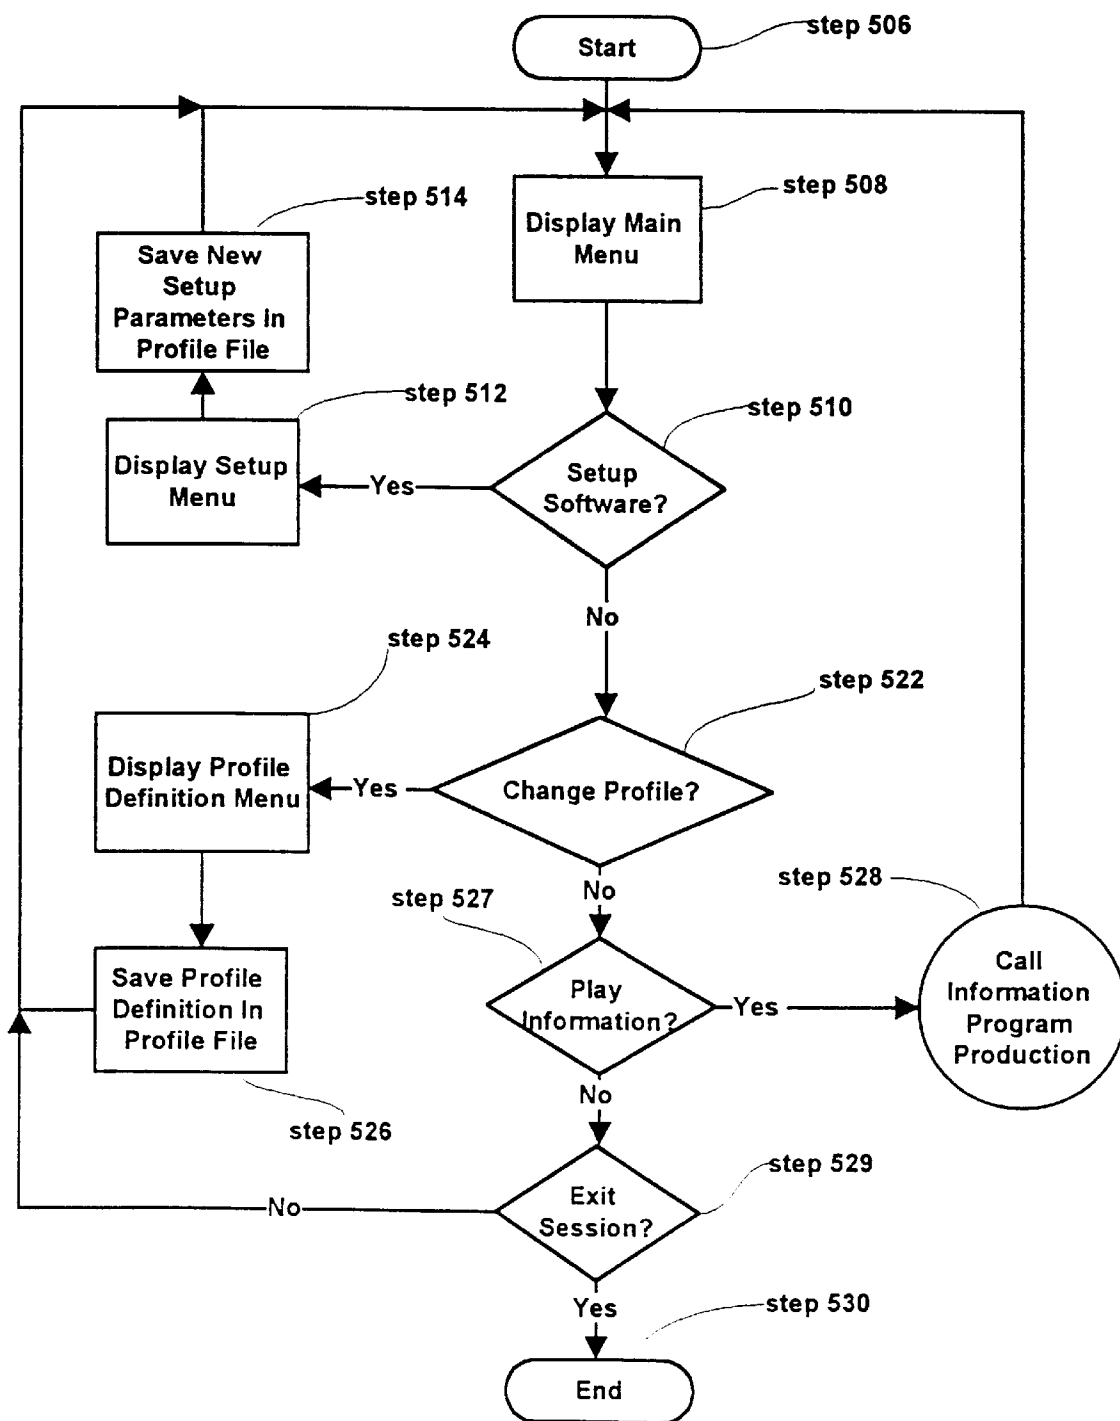 step 506
Start
step 508
Display Main
Menu
step 514
Save New
Setup
Parameters in
Profile File
step 512
Display Setup
Menu
Yes
step 510
Setup
Software?
No
step 524
step 522
Display Profile
Definition Menu
Yes
Change Profile?
No
step 527
step 528
Save Profile
Definition In
Profile File
Play
Information?
Yes
Call
Information
Program
Production
No
step 526
step 529
Exit
Session?
No
Yes
step 530
End